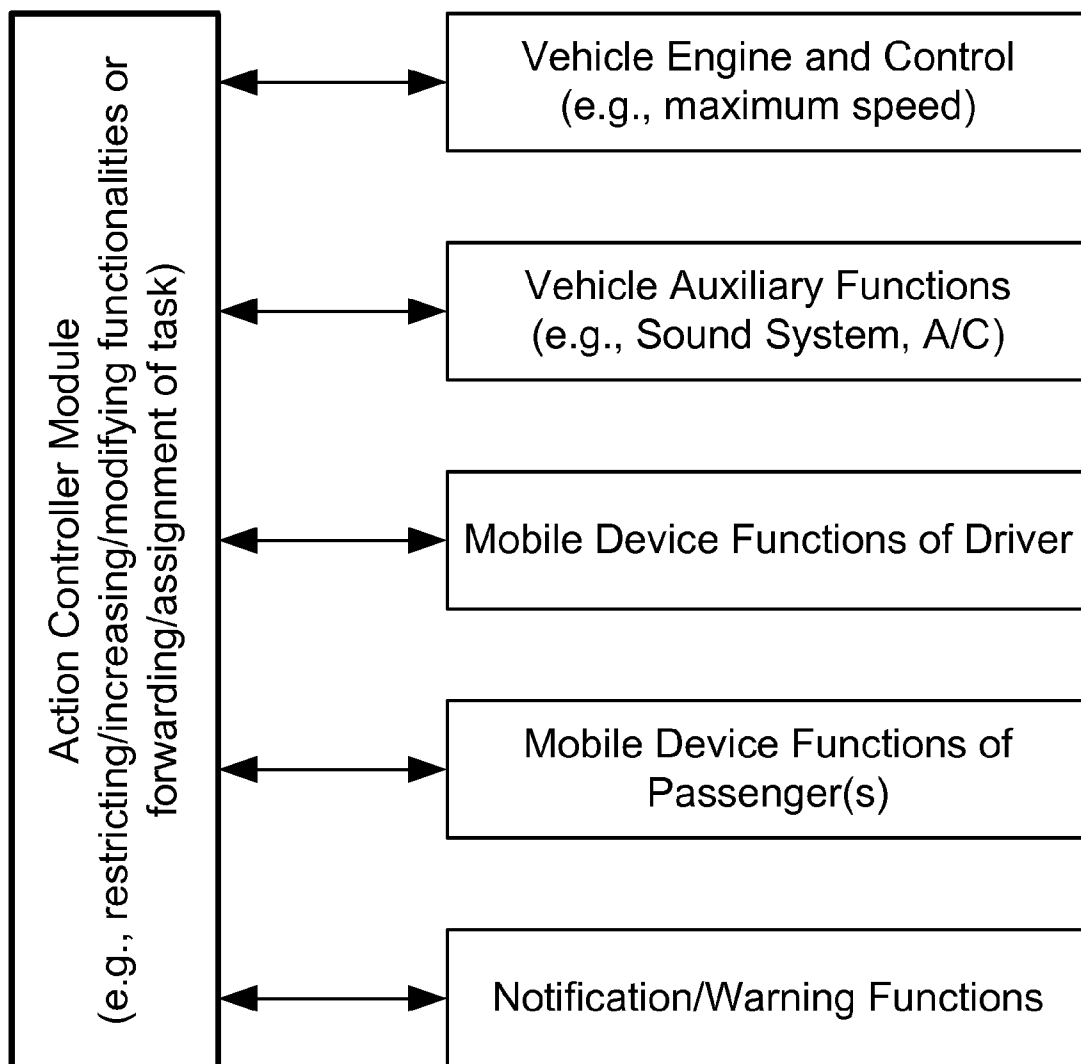 Action Controller Module
(e.g., restricting/increasing/modifying functionalities or
forwarding/assignment of task)
Vehicle Engine and Control
(e.g., maximum speed)
Vehicle Auxiliary Functions
(e.g., Sound System, A/C)
Mobile Device Functions of Driver
Mobile Device Functions of
Passenger(s)
Notification/Warning Functions